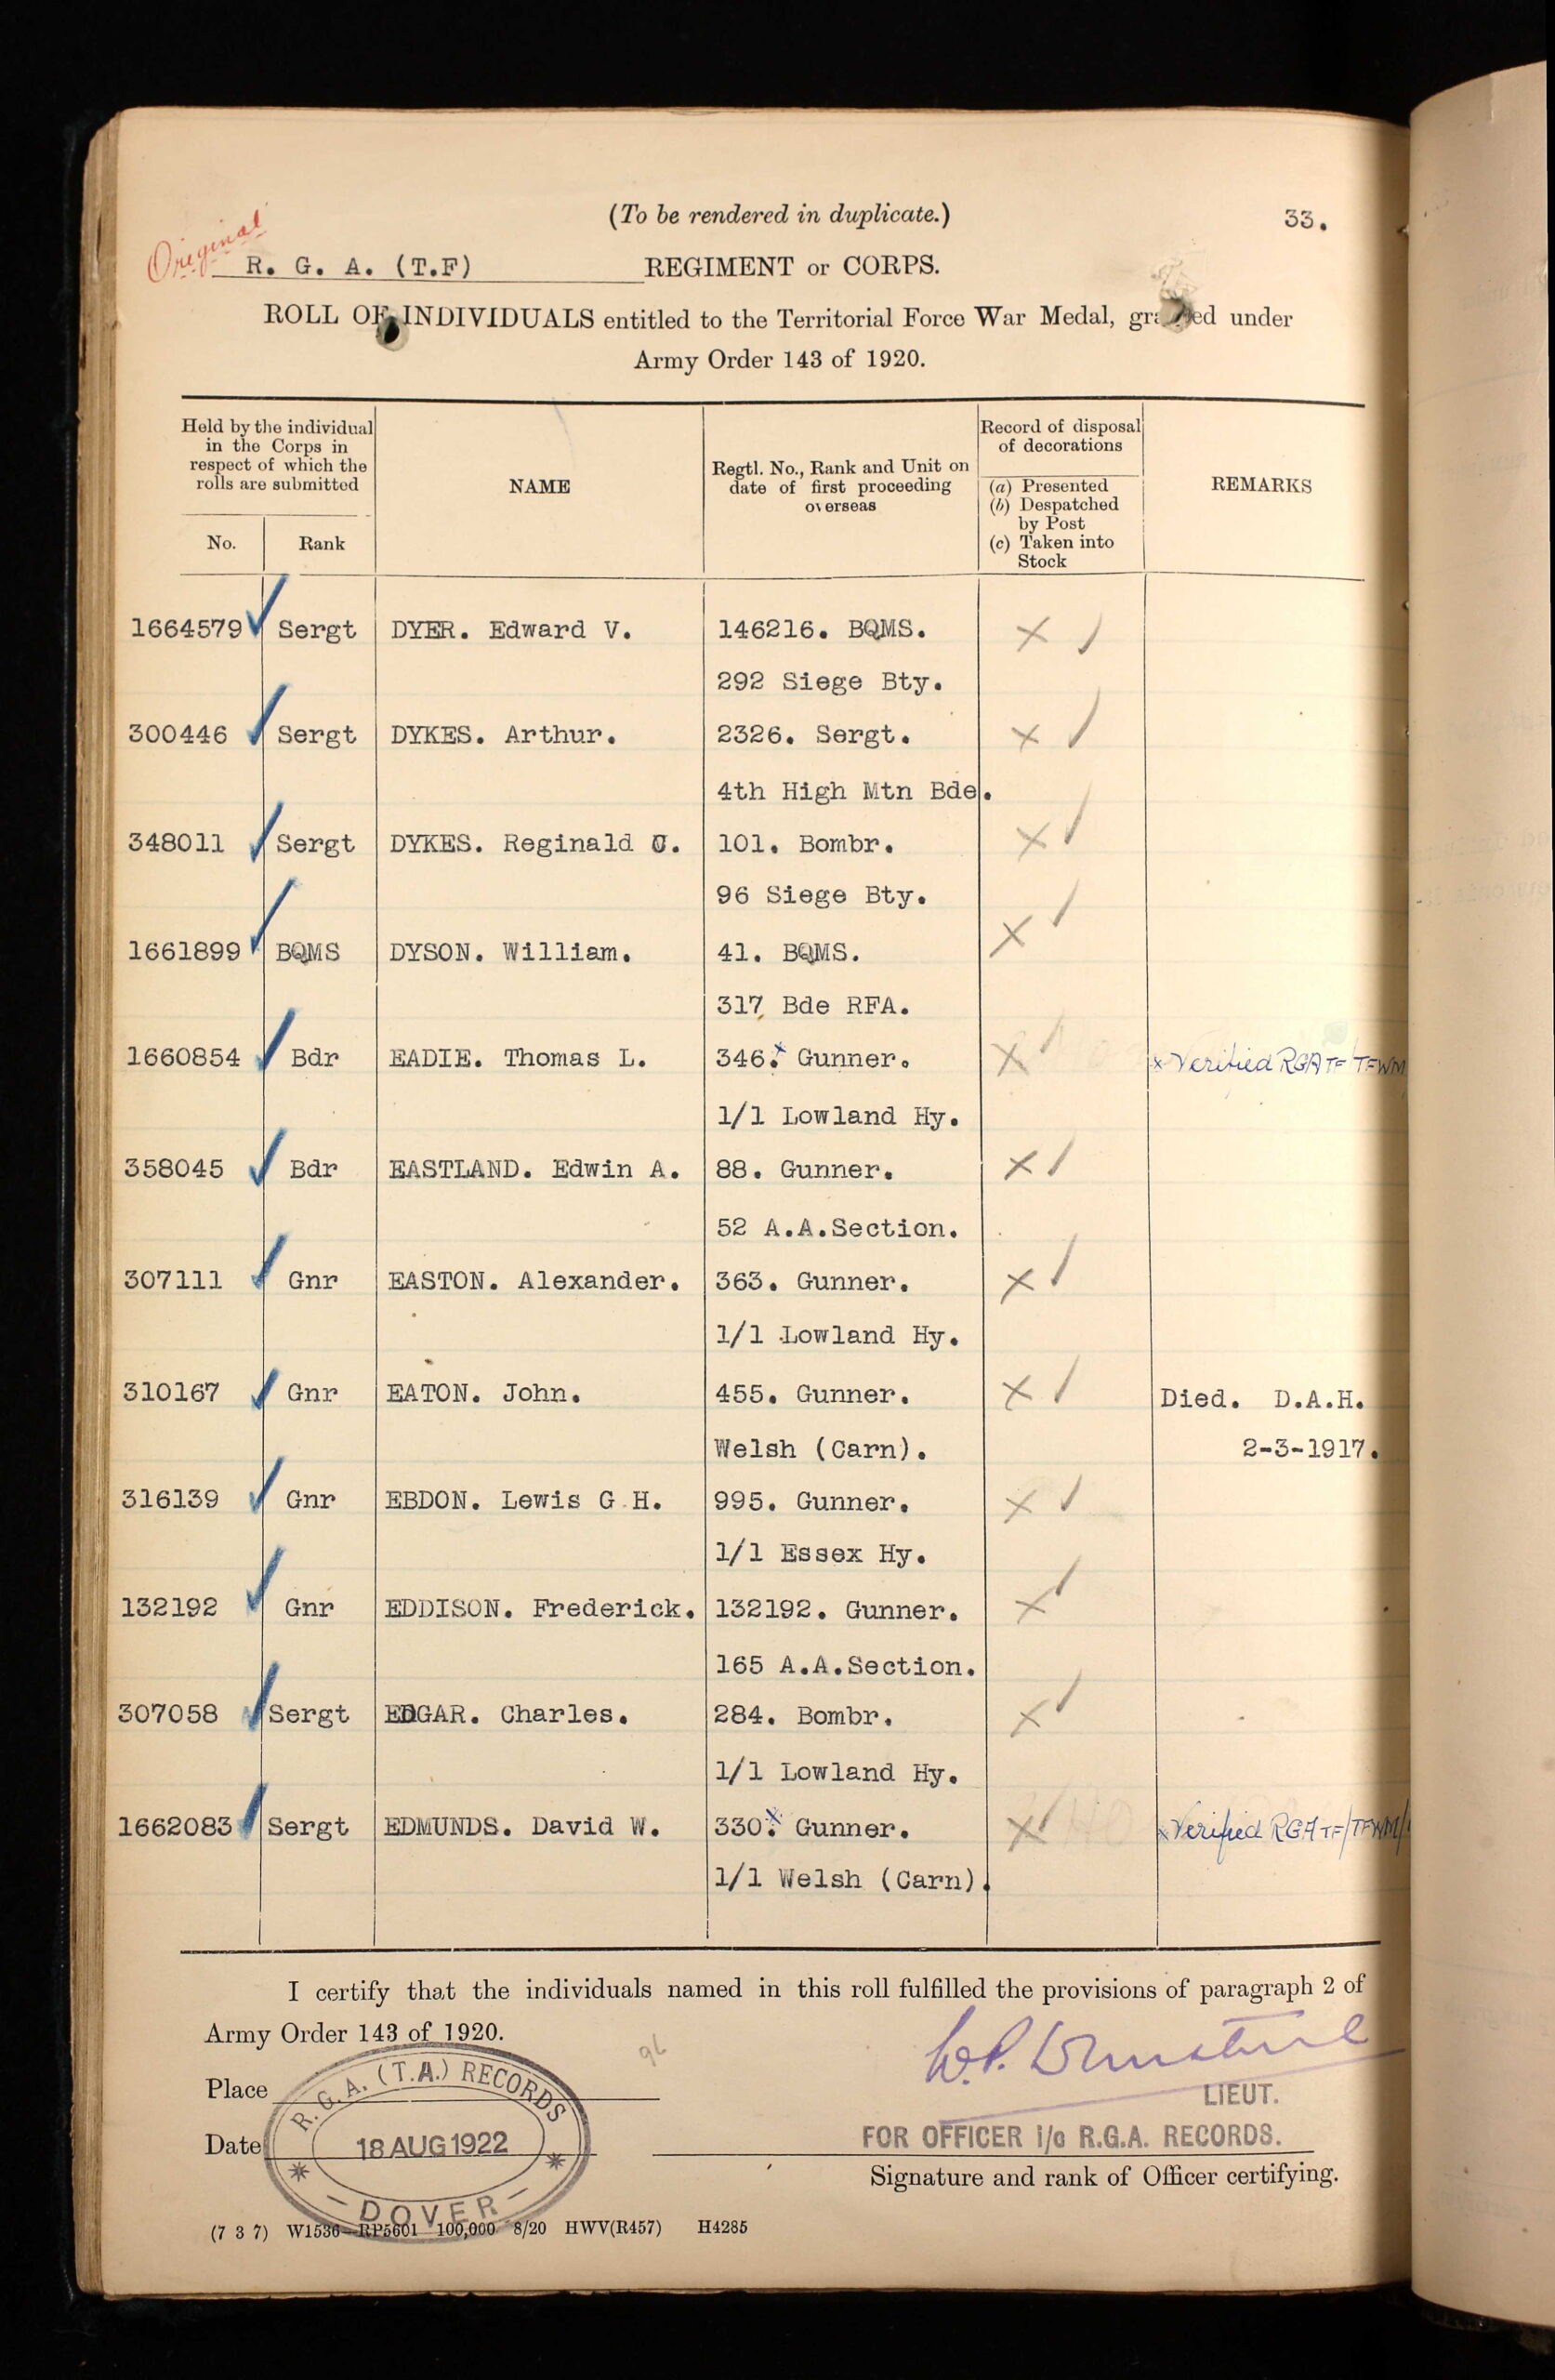 (To be rendered in duplicate.) 33.
Original
R. G. A. (T.F) REGIMENT or CORPS.
ROLL OF INDIVIDUALS entitled to the Territorial Force War Medal, granted under
Army Order 143 of 1920.
Held by the individual
in the Corps in
respect of which the
rolls are submitted
No. Rank
NAME
Regtl. No., Rank and Unit on
date of first proceeding
overseas
Record of disposal
of decorations
(a) Presented
(b) Despatched
by Post
(c) Taken into
Stock
REMARKS
1664579 Sergt DYER. Edward V. 146216. BQMS. x
292 Siege Bty.
300446 Sergt DYKES. Arthur. 2326. Sergt. x
4th High Mtn Bde.
348011 Sergt DYKES. Reginald 101. Bombr. x
96 Siege Bty.
1661899 BQMS DYSON. William. 41. BQMS. x
317 Bde RFA.
1660854 Bdr EADIE. Thomas L. 346.x Gunner. x x Verified RGA TF/TFWM
1/1 Lowland Hy.
358045 Bdr EASTLAND. Edwin A. 88. Gunner. x
52 A.A.Section.
307111 Gnr EASTON. Alexander. 363. Gunner. x
1/1 Lowland Hy.
310167 Gnr EATON. John. 455. Gunner. x Died. D.A.H.
Welsh (Carn). 2-3-1917.
316139 Gnr EBDON. Lewis G H. 995. Gunner. x
1/1 Essex Hy.
132192 Gnr EDDISON. Frederick. 132192. Gunner. x
165 A.A.Section.
307058 Sergt EDGAR. Charles. 284. Bombr. x
1/1 Lowland Hy.
1662083 Sergt EDMUNDS. David W. 330.x Gunner. x x Verified RGA TF/TFWM/
1/1 Welsh (Carn).
I certify that the individuals named in this roll fulfilled the provisions of paragraph 2 of
Army Order 143 of 1920.
Place
R.G.A. (T.A.) RECORDS
LIEUT.
FOR OFFICER i/c R.G.A. RECORDS.
Date 18 AUG 1922
Signature and rank of Officer certifying.
DOVER
(7 3 7) W1536—RP5601 100,000 8/20 HWV(R457) H4285